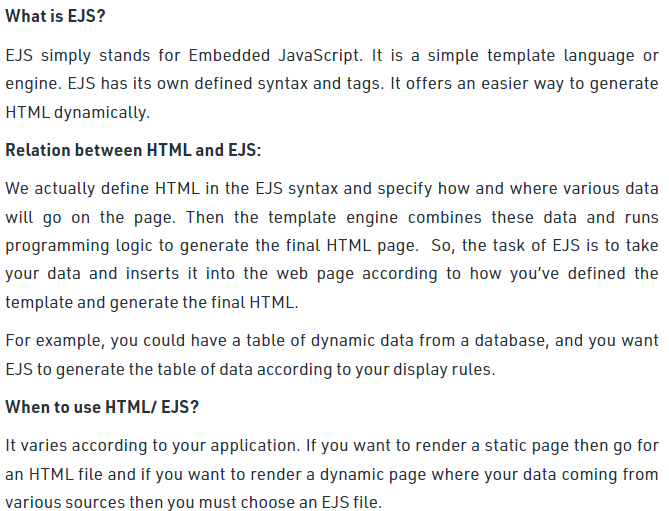 What is EJS?
EJS simply stands for Embedded JavaScript. It is a simple template language or
engine. EJS has its own defined syntax and tags. It offers an easier way to generate
HTML dynamically.
Relation between HTML and EJS:
We actually define HTML in the EJS syntax and specify how and where various data
will go on the page. Then the template engine combines these data and runs
programming logic to generate the final HTML page.  So, the task of EJS is to take
your data and inserts it into the web page according to how you’ve defined the
template and generate the final HTML.
For example, you could have a table of dynamic data from a database, and you want
EJS to generate the table of data according to your display rules.
When to use HTML/ EJS?
It varies according to your application. If you want to render a static page then go for
an HTML file and if you want to render a dynamic page where your data coming from
various sources then you must choose an EJS file.